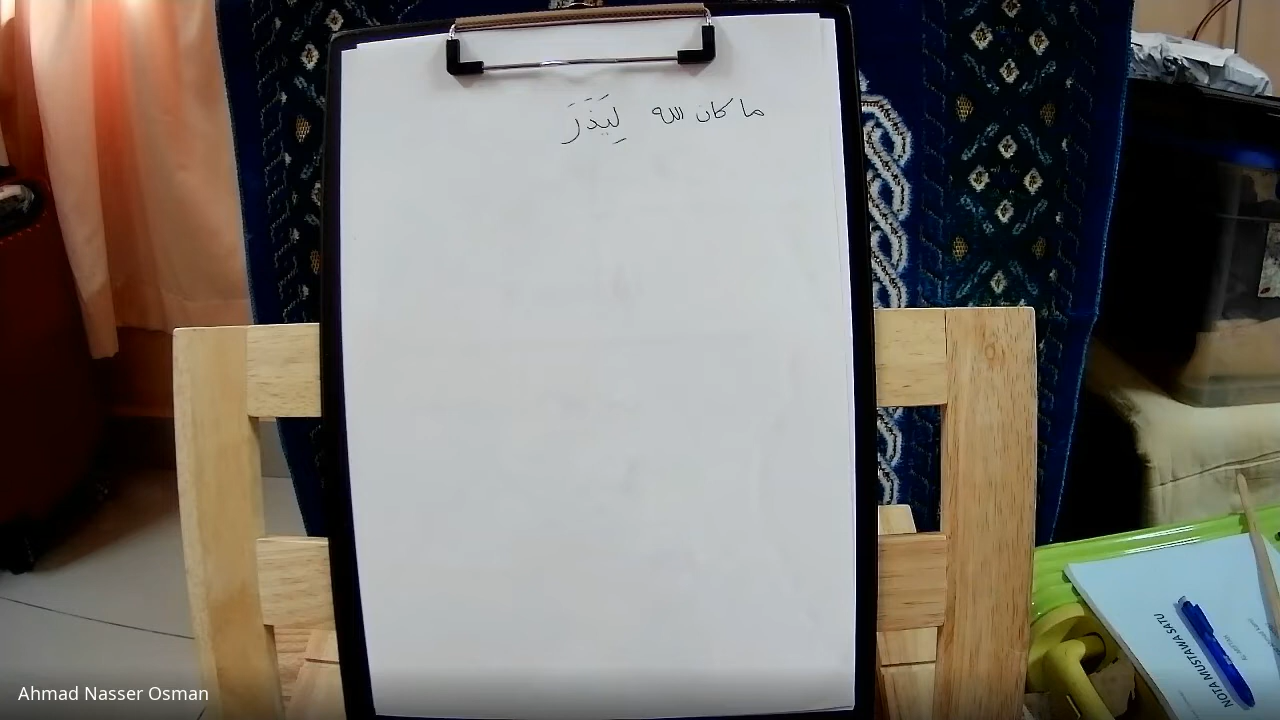 ما كان الله لِيَذَرَ
NOTA MUSTAWA SATU
Ahmad Nasser Osman